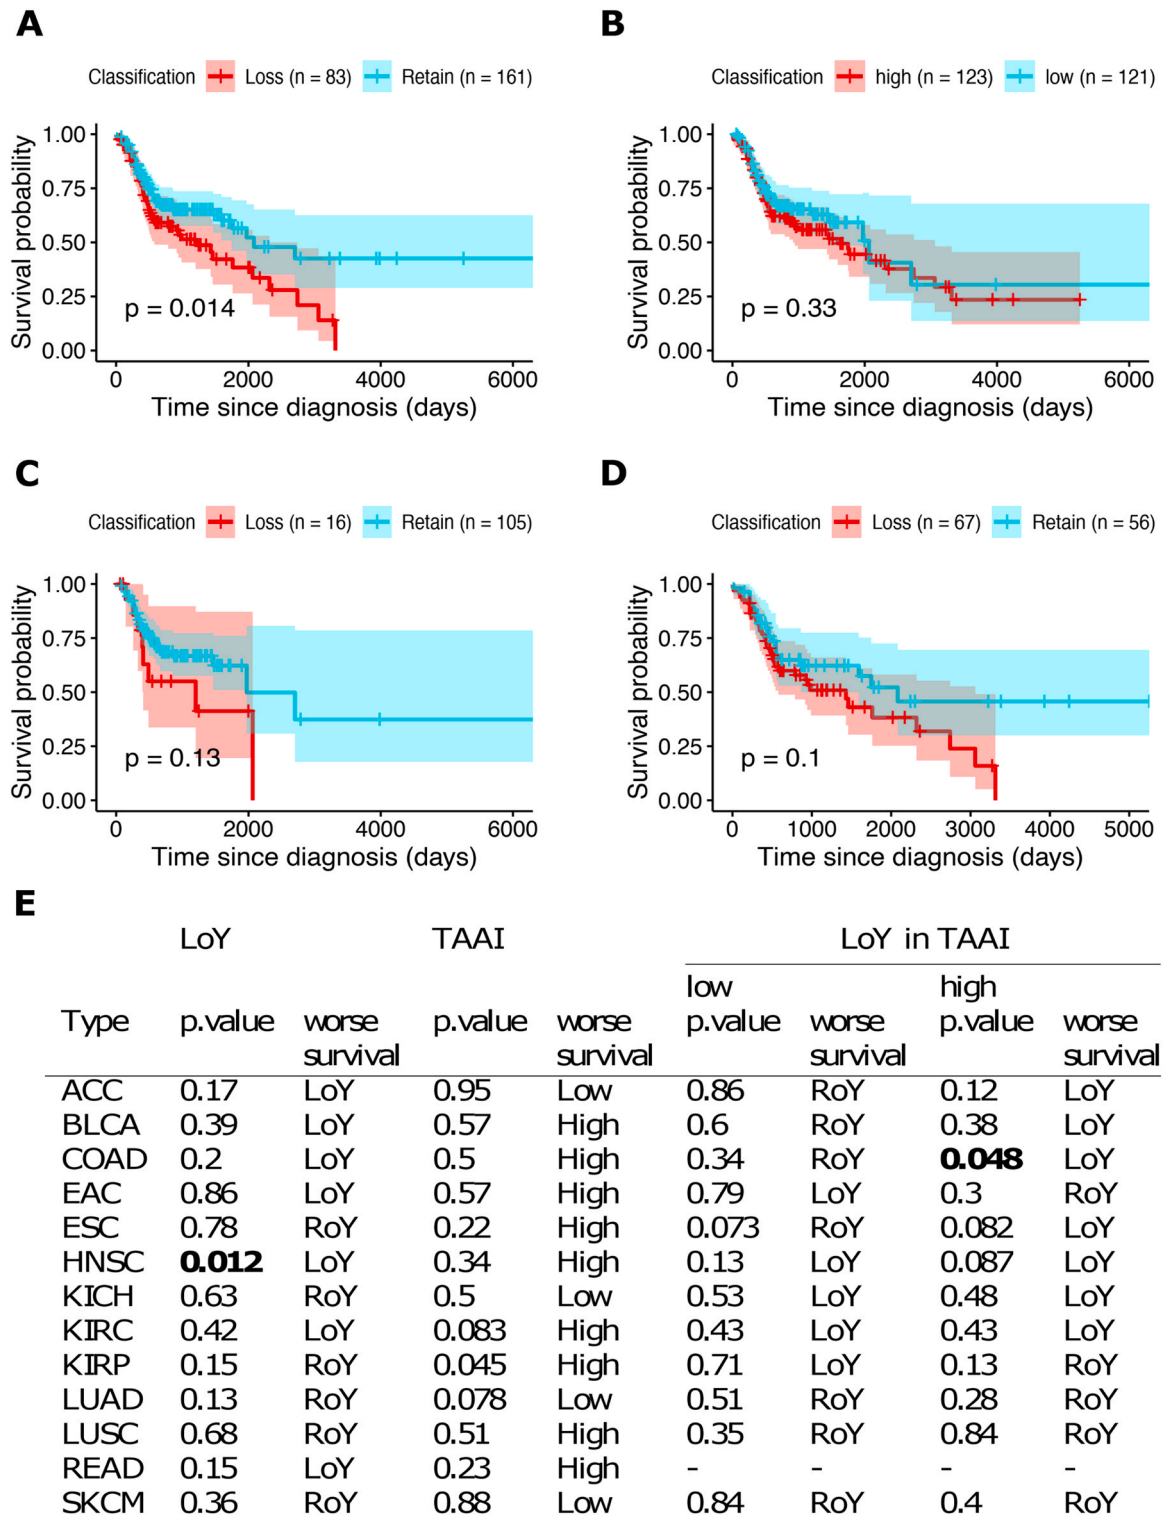 A
Classification Loss (n = 83) Retain (n = 161)
Survival probability
1.00
0.75
0.50
0.25
0.00
p = 0.014
0 2000 4000 6000
Time since diagnosis (days)
B
Classification high (n = 123) low (n = 121)
Survival probability
1.00
0.75
0.50
0.25
0.00
p = 0.33
0 2000 4000 6000
Time since diagnosis (days)
C
Classification Loss (n = 16) Retain (n = 105)
Survival probability
1.00
0.75
0.50
0.25
0.00
p = 0.13
0 2000 4000 6000
Time since diagnosis (days)
D
Classification Loss (n = 67) Retain (n = 56)
Survival probability
1.00
0.75
0.50
0.25
0.00
p = 0.1
0 1000 2000 3000 4000 5000
Time since diagnosis (days)
E
LoY TAAI LoY in TAAI
low high
Type p.value worse p.value worse p.value worse p.value worse
survival survival survival survival
ACC 0.17 LoY 0.95 Low 0.86 RoY 0.12 LoY
BLCA 0.39 LoY 0.57 High 0.6 RoY 0.38 LoY
COAD 0.2 LoY 0.5 High 0.34 RoY 0.048 LoY
EAC 0.86 LoY 0.57 High 0.79 LoY 0.3 RoY
ESC 0.78 RoY 0.22 High 0.073 RoY 0.082 LoY
HNSC 0.012 LoY 0.34 High 0.13 LoY 0.087 LoY
KICH 0.63 RoY 0.5 Low 0.53 LoY 0.48 LoY
KIRC 0.42 LoY 0.083 High 0.43 LoY 0.43 LoY
KIRP 0.15 RoY 0.045 High 0.71 LoY 0.13 RoY
LUAD 0.13 RoY 0.078 Low 0.51 RoY 0.28 RoY
LUSC 0.68 RoY 0.51 High 0.35 RoY 0.84 RoY
READ 0.15 LoY 0.23 High - - - -
SKCM 0.36 RoY 0.88 Low 0.84 RoY 0.4 RoY